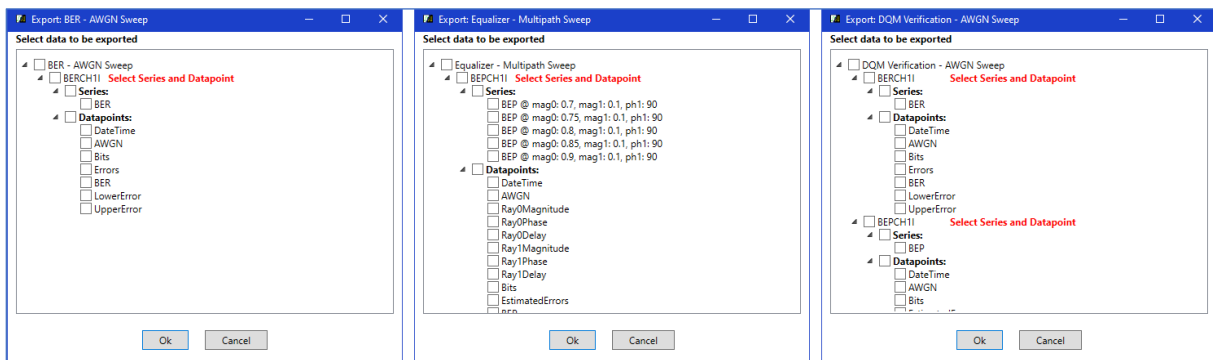 Export: BER - AWGN Sweep
Select data to be exported
BER - AWGN Sweep
BERCH1I Select Series and Datapoint
Series:
BER
Datapoints:
DateTime
AWGN
Bits
Errors
BER
LowerError
UpperError
Ok Cancel
Export: Equalizer - Multipath Sweep
Select data to be exported
Equalizer - Multipath Sweep
BEPCH1I Select Series and Datapoint
Series:
BEP @ mag0: 0.7, mag1: 0.1, ph1: 90
BEP @ mag0: 0.75, mag1: 0.1, ph1: 90
BEP @ mag0: 0.8, mag1: 0.1, ph1: 90
BEP @ mag0: 0.85, mag1: 0.1, ph1: 90
BEP @ mag0: 0.9, mag1: 0.1, ph1: 90
Datapoints:
DateTime
AWGN
Ray0Magnitude
Ray0Phase
Ray0Delay
Ray1Magnitude
Ray1Phase
Ray1Delay
Bits
EstimatedErrors
Ok Cancel
Export: DQM Verification - AWGN Sweep
Select data to be exported
DQM Verification - AWGN Sweep
BERCH1I Select Series and Datapoint
Series:
BER
Datapoints:
DateTime
AWGN
Bits
Errors
BER
LowerError
UpperError
BEPCH1I Select Series and Datapoint
Series:
BEP
Datapoints:
DateTime
AWGN
Bits
Ok Cancel